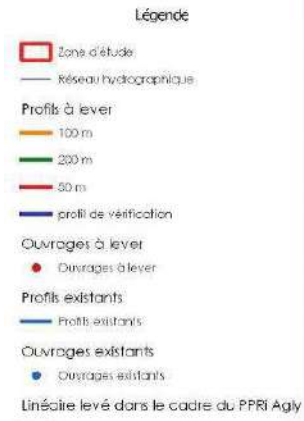 Légende
Zone d'étude
Réseau hydrographique
Profils à lever
100 m
200 m
50 m
profil de vérification
Ouvrages à lever
Ouvrages à lever
Profils existants
Profils existants
Ouvrages existants
Ouvrages existants
Linéaire levé dans le cadre du PPRi Agly